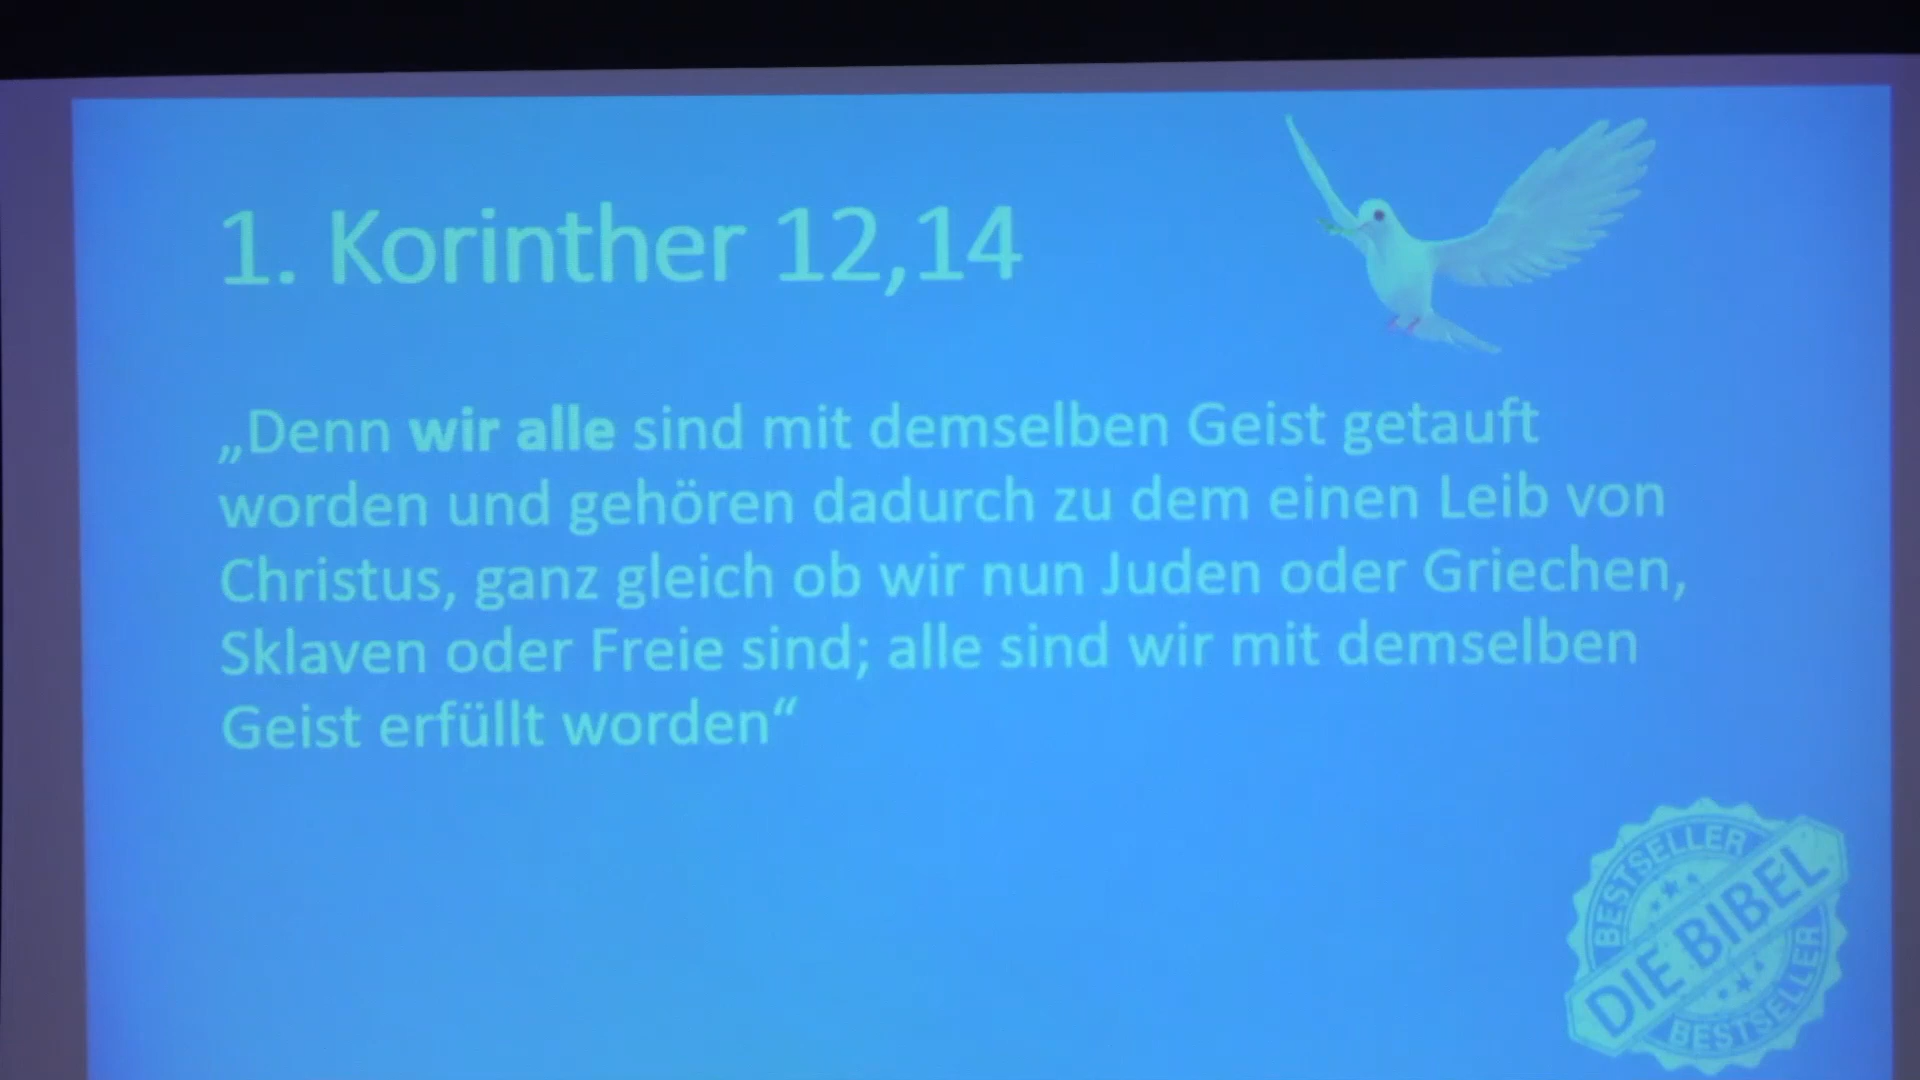 1. Korinther 12,14
„Denn wir alle sind mit demselben Geist getauft
worden und gehören dadurch zu dem einen Leib von
Christus, ganz gleich ob wir nun Juden oder Griechen,
Sklaven oder Freie sind; alle sind wir mit demselben
Geist erfüllt worden“
BESTSELLER
DIE BIBEL
BESTSELLER